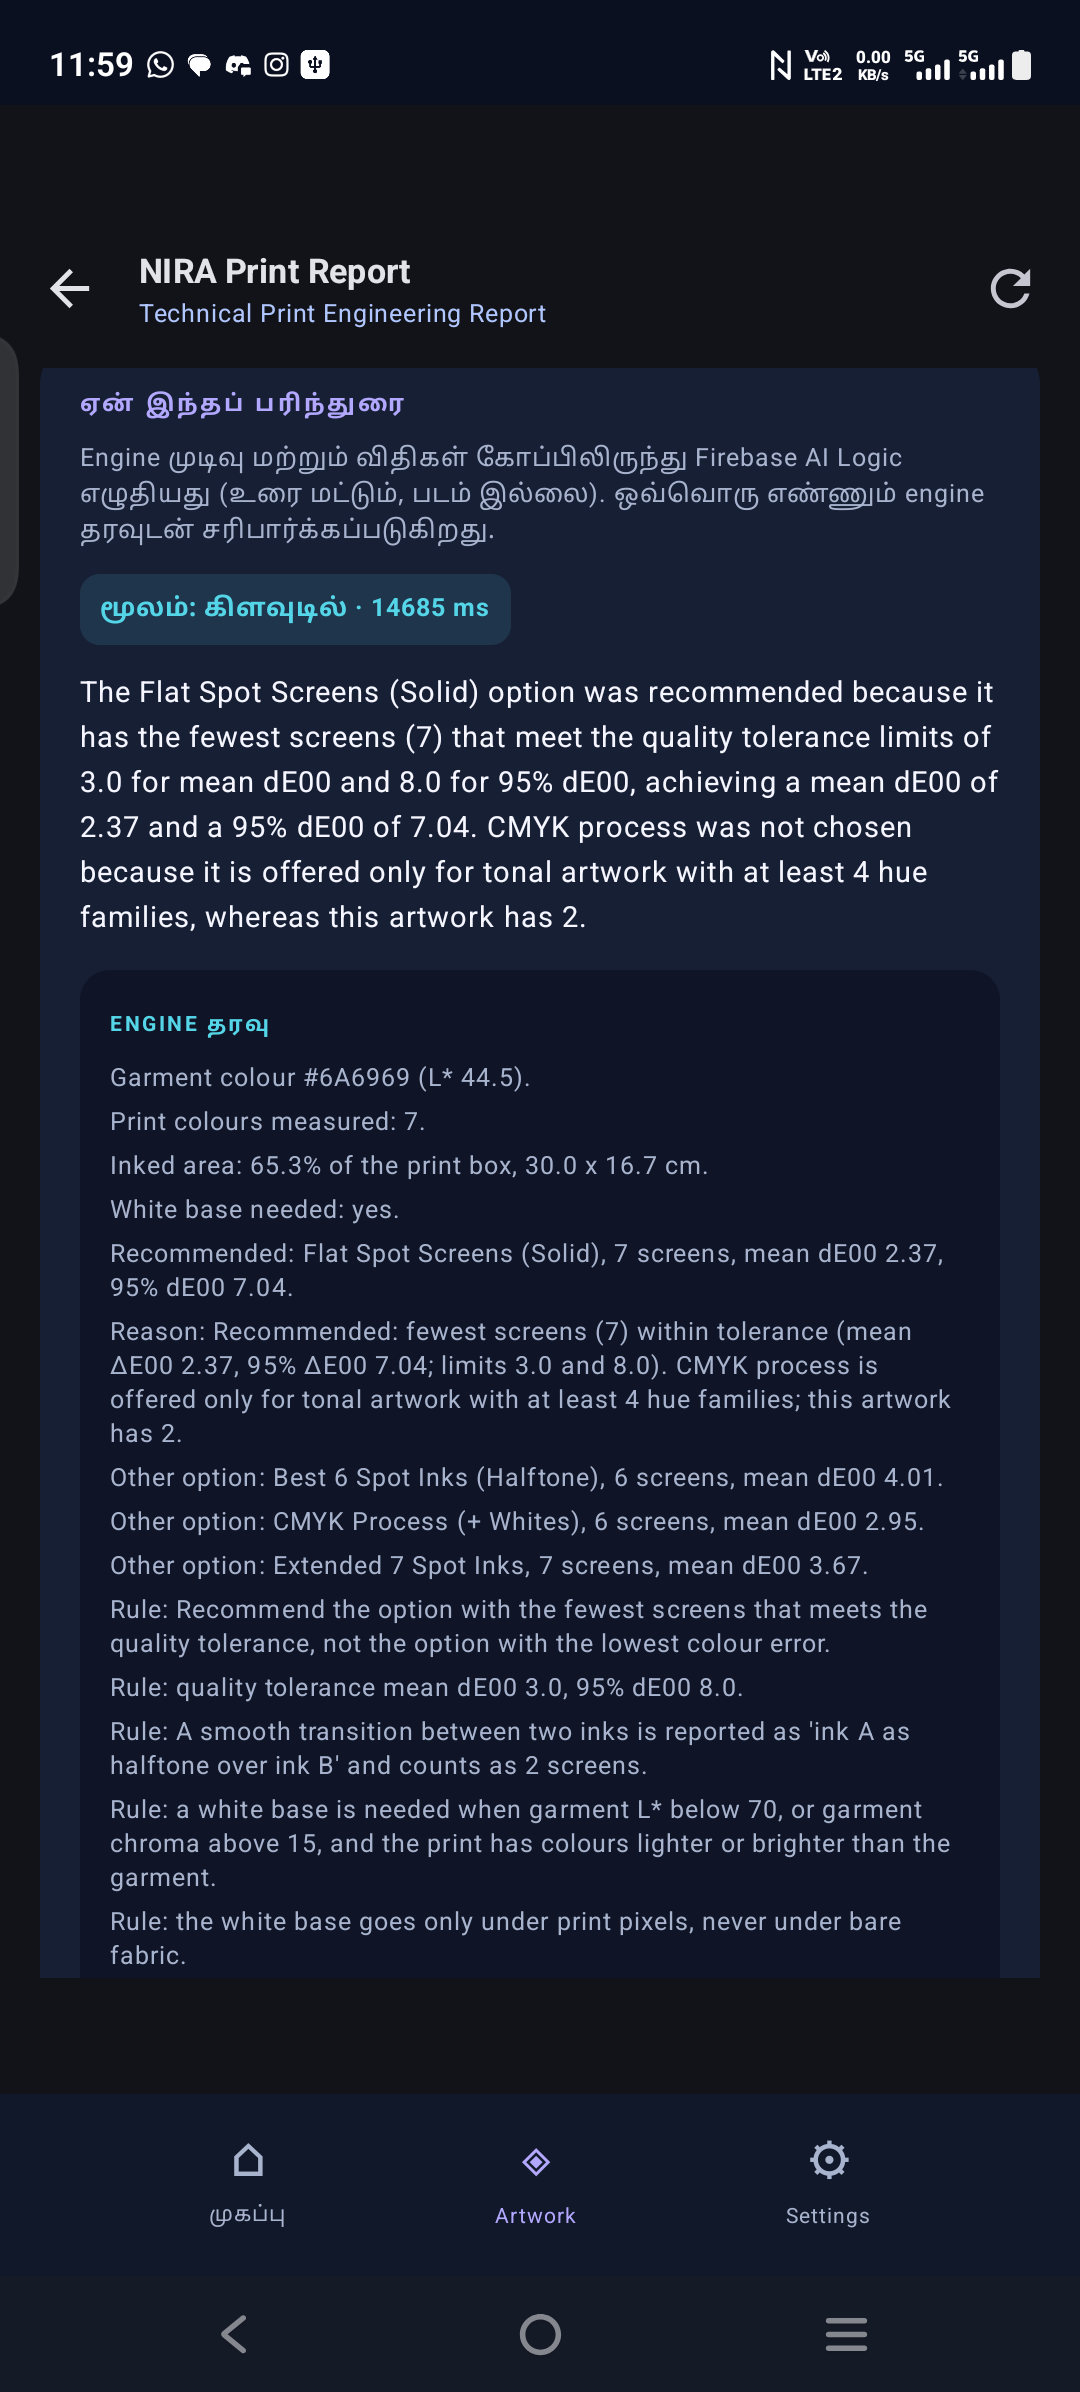 11:59
Vo)) LTE2
0.00 KB/s
5G 5G
NIRA Print Report
Technical Print Engineering Report
ஏன் இந்தப் பரிந்துரை
Engine முடிவு மற்றும் விதிகள் கோப்பிலிருந்து Firebase AI Logic
எழுதியது (உரை மட்டும், படம் இல்லை). ஒவ்வொரு எண்ணும் engine
தரவுடன் சரிபார்க்கப்படுகிறது.
மூலம்: கிளவுடில் · 14685 ms
The Flat Spot Screens (Solid) option was recommended because it
has the fewest screens (7) that meet the quality tolerance limits of
3.0 for mean dE00 and 8.0 for 95% dE00, achieving a mean dE00 of
2.37 and a 95% dE00 of 7.04. CMYK process was not chosen
because it is offered only for tonal artwork with at least 4 hue
families, whereas this artwork has 2.
ENGINE தரவு
Garment colour #6A6969 (L* 44.5).
Print colours measured: 7.
Inked area: 65.3% of the print box, 30.0 x 16.7 cm.
White base needed: yes.
Recommended: Flat Spot Screens (Solid), 7 screens, mean dE00 2.37,
95% dE00 7.04.
Reason: Recommended: fewest screens (7) within tolerance (mean
ΔE00 2.37, 95% ΔE00 7.04; limits 3.0 and 8.0). CMYK process is
offered only for tonal artwork with at least 4 hue families; this artwork
has 2.
Other option: Best 6 Spot Inks (Halftone), 6 screens, mean dE00 4.01.
Other option: CMYK Process (+ Whites), 6 screens, mean dE00 2.95.
Other option: Extended 7 Spot Inks, 7 screens, mean dE00 3.67.
Rule: Recommend the option with the fewest screens that meets the
quality tolerance, not the option with the lowest colour error.
Rule: quality tolerance mean dE00 3.0, 95% dE00 8.0.
Rule: A smooth transition between two inks is reported as 'ink A as
halftone over ink B' and counts as 2 screens.
Rule: a white base is needed when garment L* below 70, or garment
chroma above 15, and the print has colours lighter or brighter than the
garment.
Rule: the white base goes only under print pixels, never under bare
fabric.
முகப்பு
Artwork
Settings